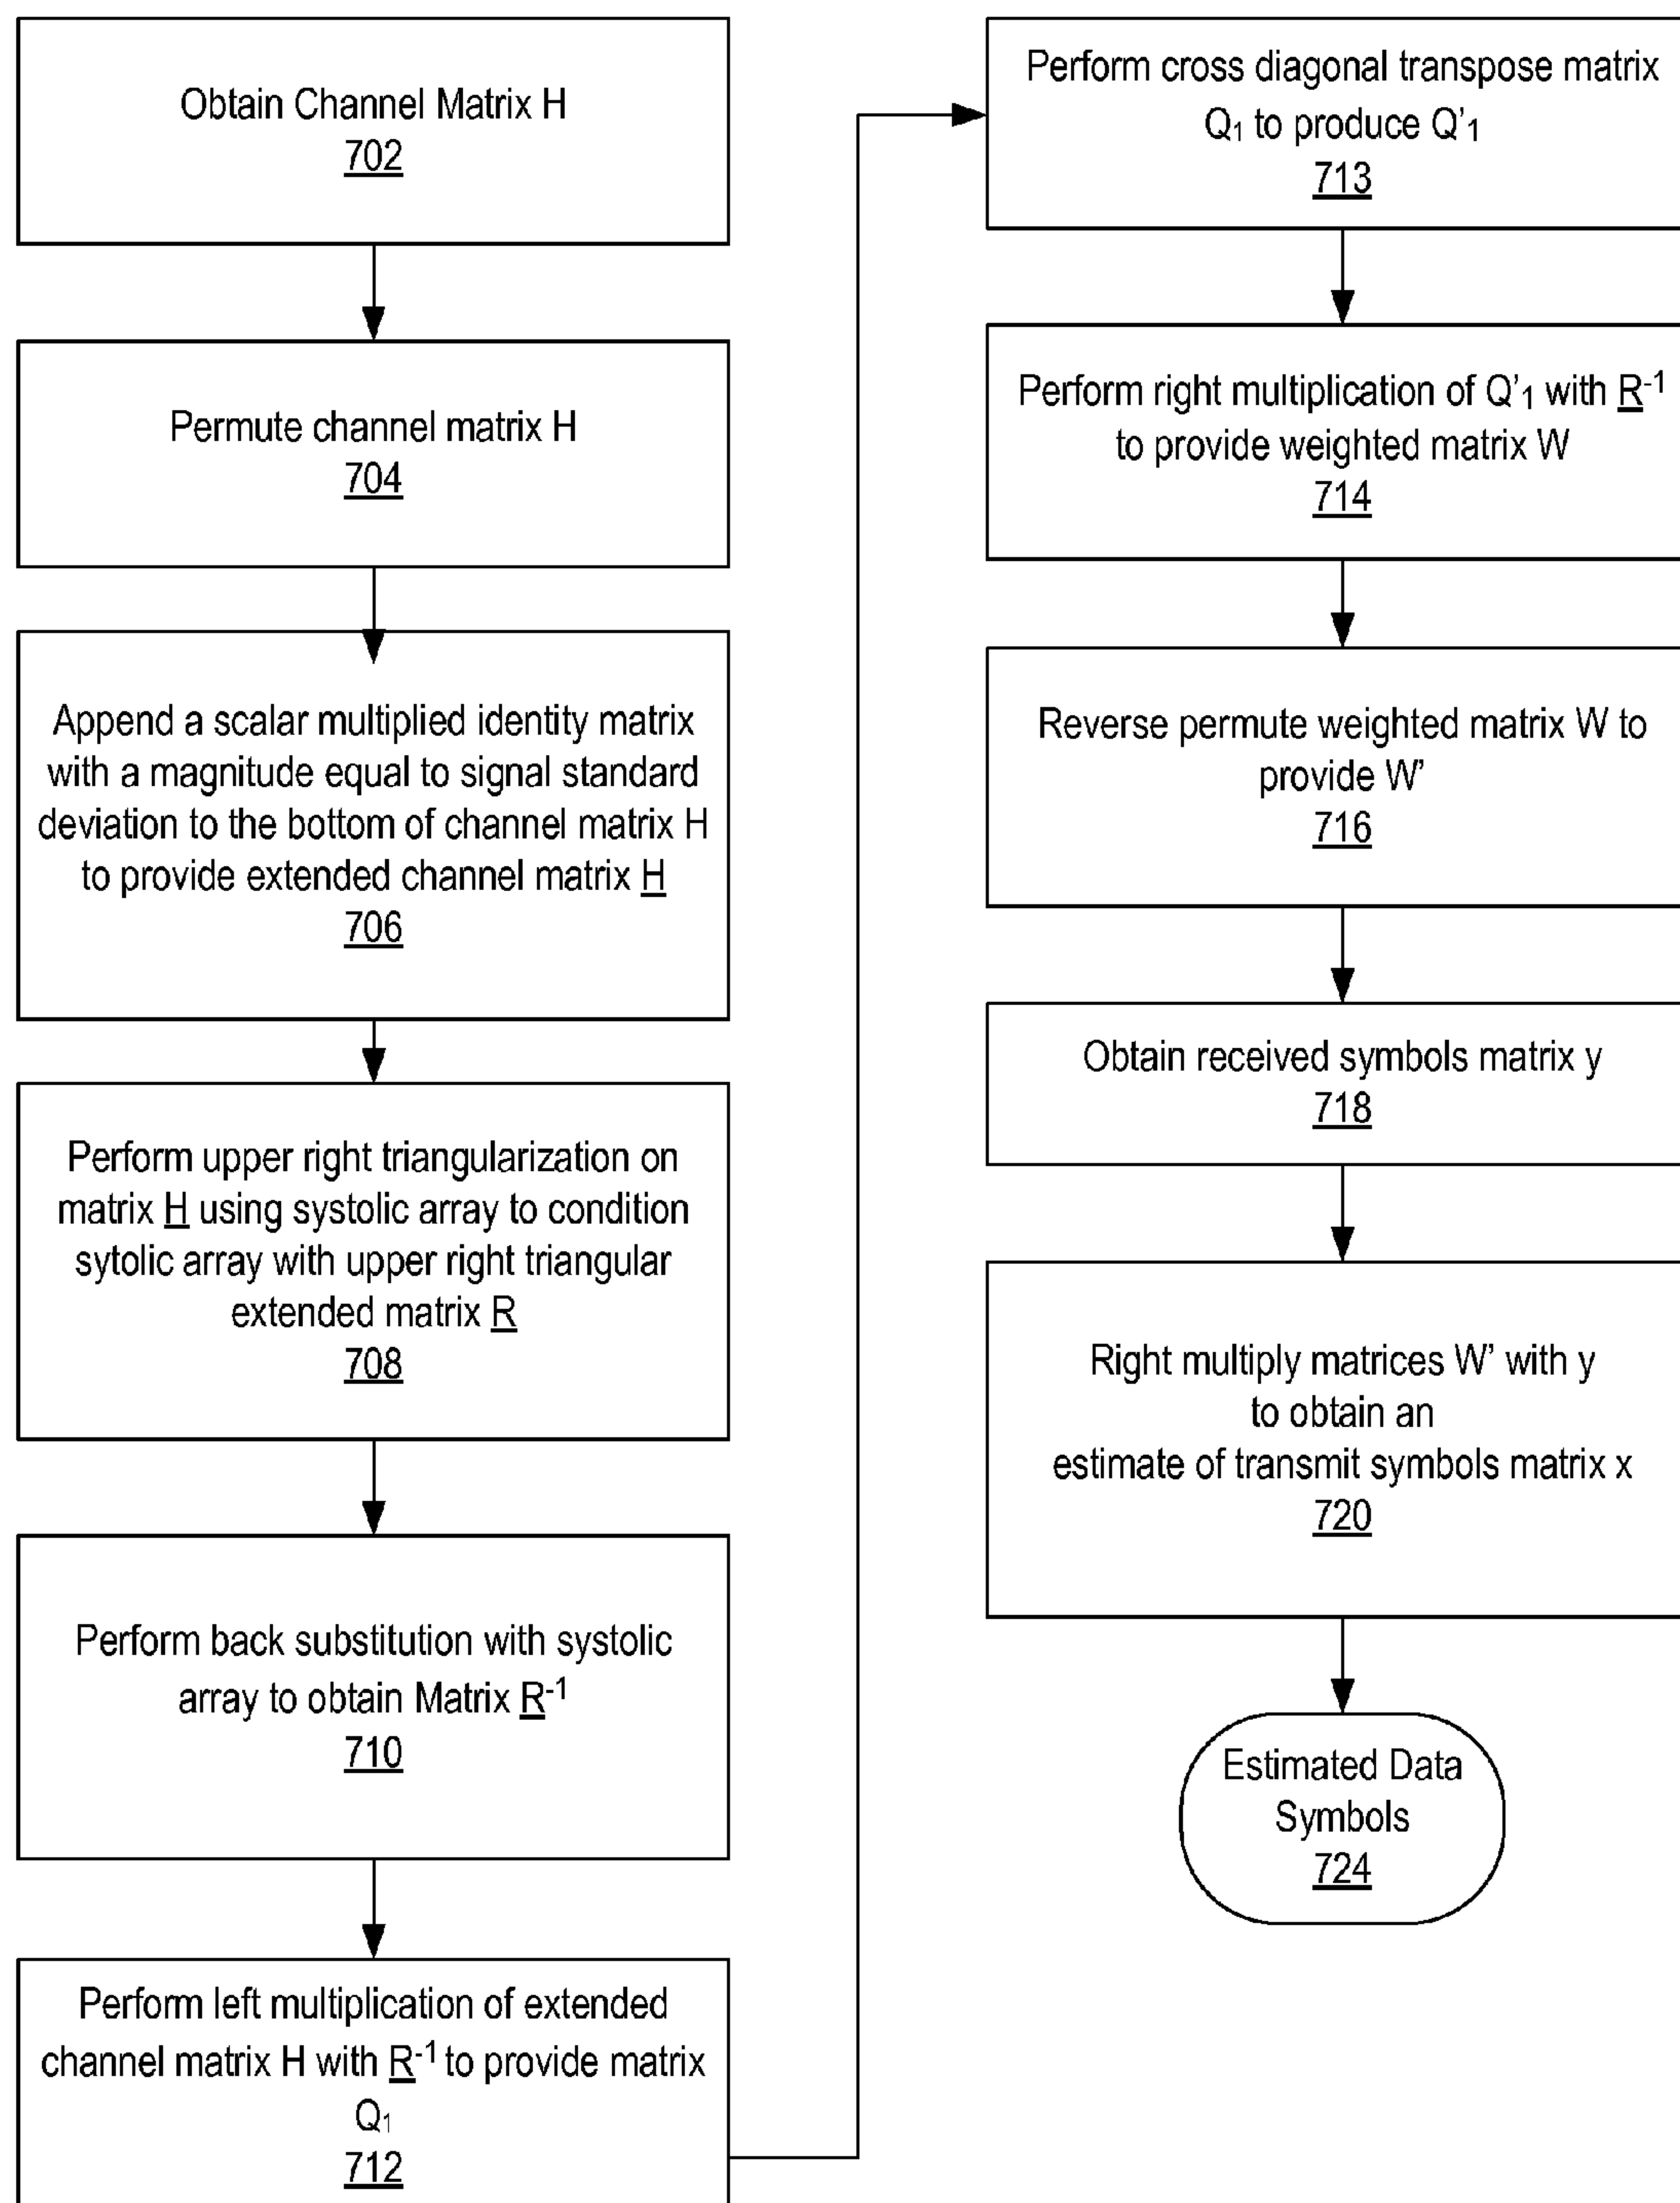 Obtain Channel Matrix H
702
Permute channel matrix H
704
Append a scalar multiplied identity matrix
with a magnitude equal to signal standard
deviation to the bottom of channel matrix H
to provide extended channel matrix H
706
Perform upper right triangularization on
matrix H using systolic array to condition
sytolic array with upper right triangular
extended matrix R
708
Perform back substitution with systolic
array to obtain Matrix R⁻¹
710
Perform left multiplication of extended
channel matrix H with R⁻¹ to provide matrix
Q₁
712
Perform cross diagonal transpose matrix
Q₁ to produce Q’₁
713
Perform right multiplication of Q’₁ with R⁻¹
to provide weighted matrix W
714
Reverse permute weighted matrix W to
provide W’
716
Obtain received symbols matrix y
718
Right multiply matrices W’ with y
to obtain an
estimate of transmit symbols matrix x
720
Estimated Data
Symbols
724